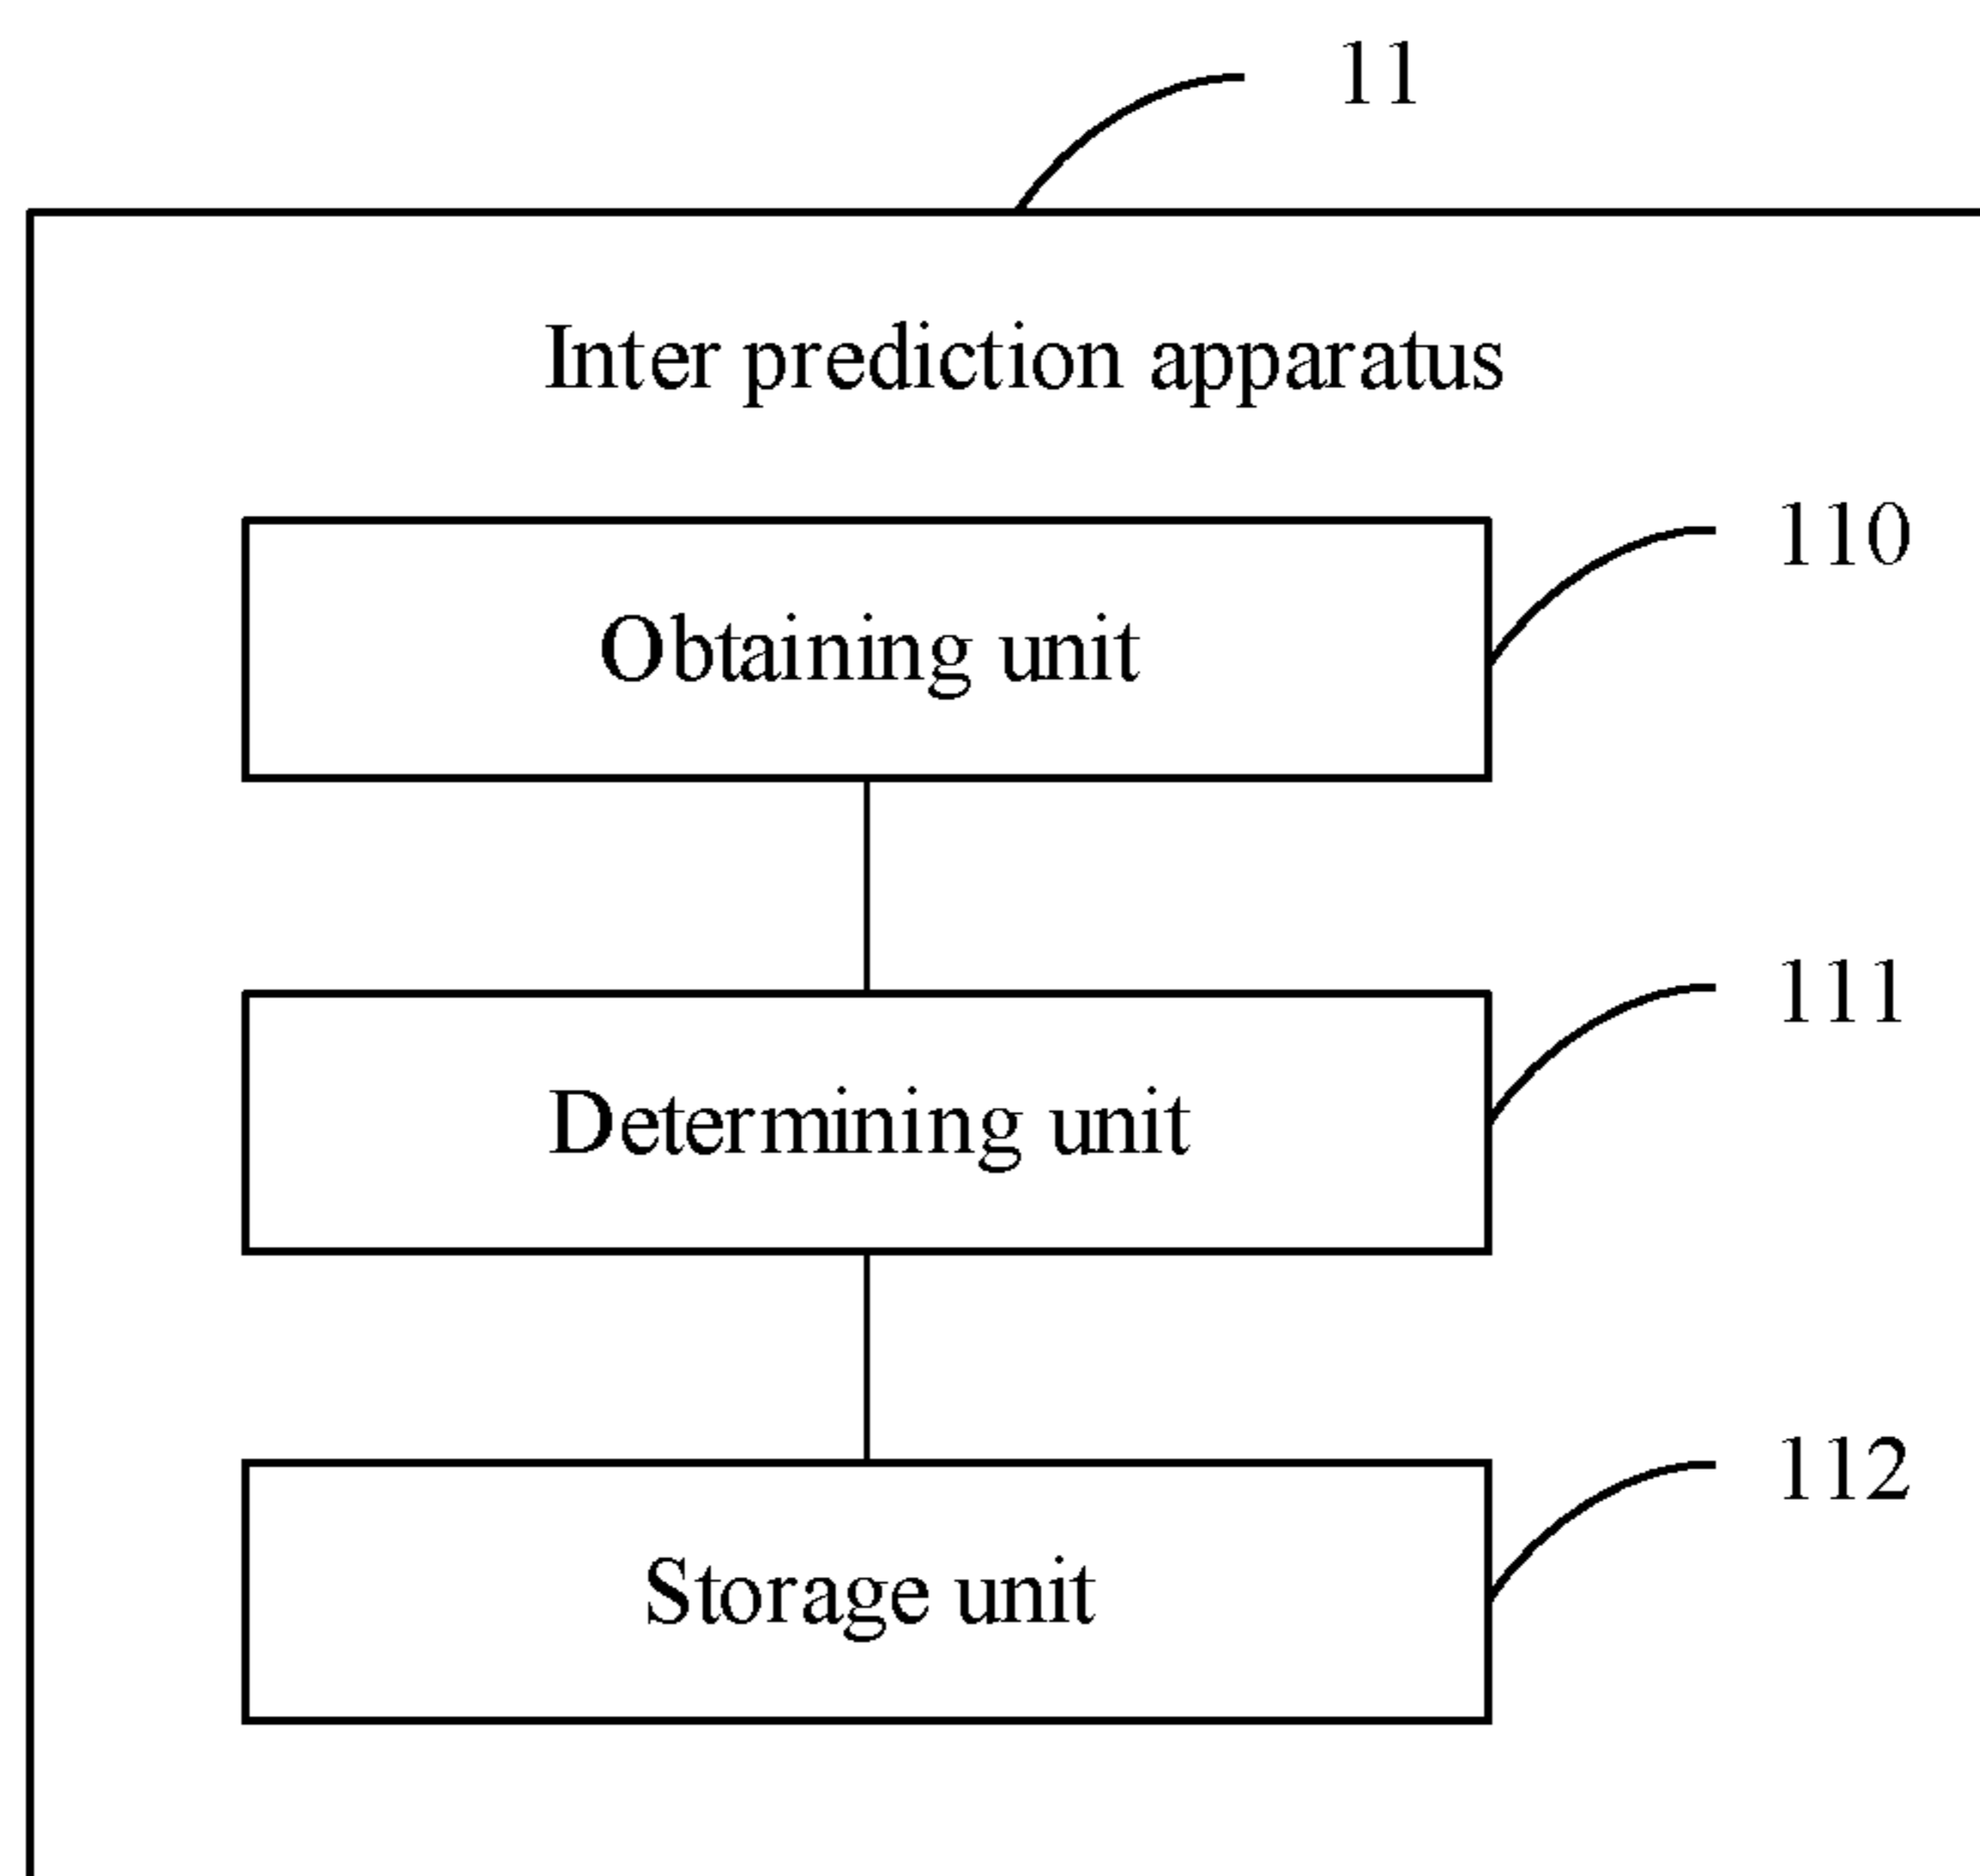 11
Inter prediction apparatus
110
Obtaining unit
111
Determining unit
112
Storage unit